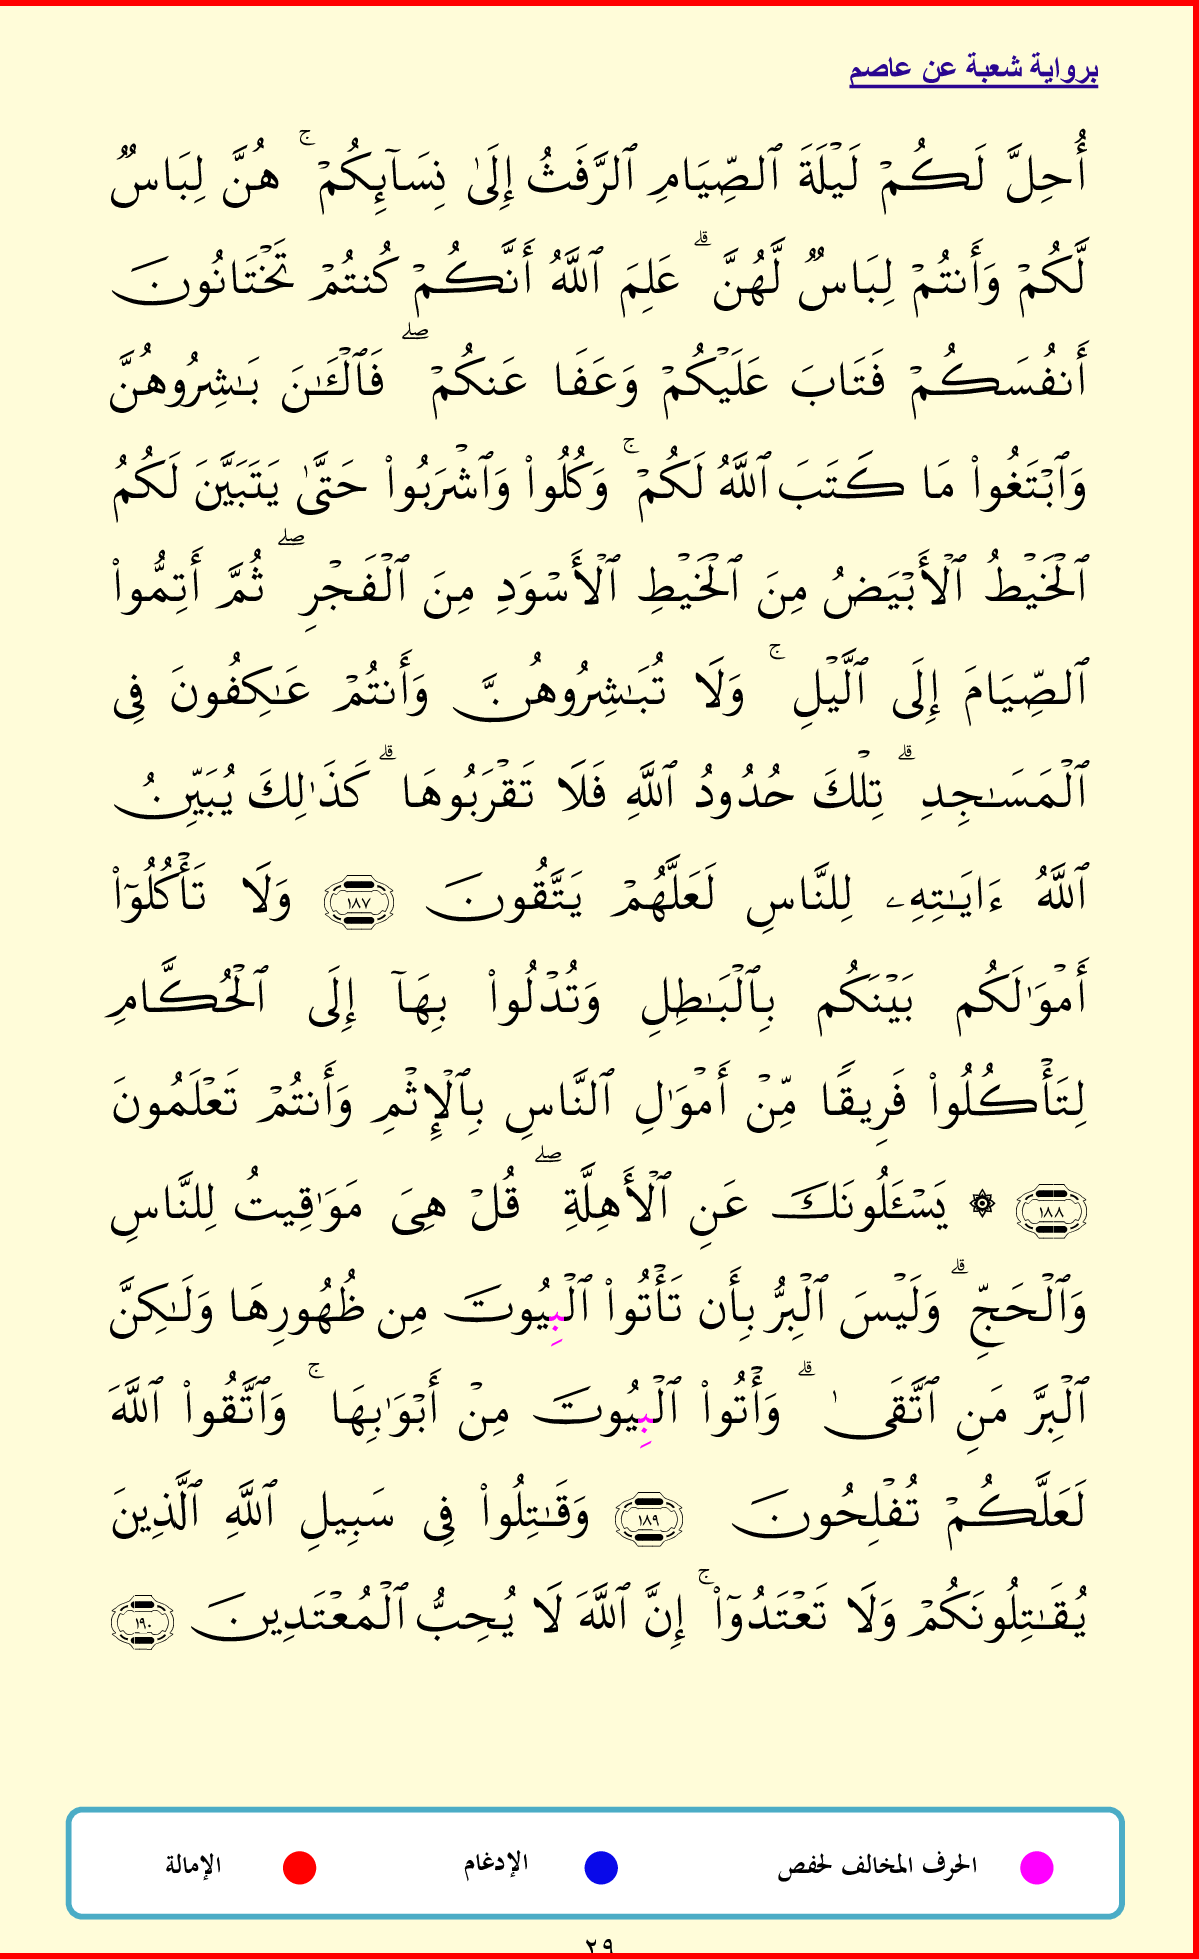 برواية شعبة عن عاصم
أُحِلَّ لَكُمۡ لَيۡلَةَ ٱلصِّيَامِ ٱلرَّفَثُ إِلَىٰ نِسَآئِكُمۡۚ هُنَّ لِبَاسٞ
لَّكُمۡ وَأَنتُمۡ لِبَاسٞ لَّهُنَّۗ عَلِمَ ٱللَّهُ أَنَّكُمۡ كُنتُمۡ تَخۡتَانُونَ
أَنفُسَكُمۡ فَتَابَ عَلَيۡكُمۡ وَعَفَا عَنكُمۡۖ فَٱلۡـَٰٔنَ بَٰشِرُوهُنَّ
وَٱبۡتَغُواْ مَا كَتَبَ ٱللَّهُ لَكُمۡۚ وَكُلُواْ وَٱشۡرَبُواْ حَتَّىٰ يَتَبَيَّنَ لَكُمُ
ٱلۡخَيۡطُ ٱلۡأَبۡيَضُ مِنَ ٱلۡخَيۡطِ ٱلۡأَسۡوَدِ مِنَ ٱلۡفَجۡرِۖ ثُمَّ أَتِمُّواْ
ٱلصِّيَامَ إِلَى ٱلَّيۡلِۚ وَلَا تُبَٰشِرُوهُنَّ وَأَنتُمۡ عَٰكِفُونَ فِي
ٱلۡمَسَٰجِدِۗ تِلۡكَ حُدُودُ ٱللَّهِ فَلَا تَقۡرَبُوهَاۗ كَذَٰلِكَ يُبَيِّنُ
ٱللَّهُ ءَايَٰتِهِۦ لِلنَّاسِ لَعَلَّهُمۡ يَتَّقُونَ ١٨٧ وَلَا تَأۡكُلُوٓاْ
أَمۡوَٰلَكُم بَيۡنَكُم بِٱلۡبَٰطِلِ وَتُدۡلُواْ بِهَآ إِلَى ٱلۡحُكَّامِ
لِتَأۡكُلُواْ فَرِيقٗا مِّنۡ أَمۡوَٰلِ ٱلنَّاسِ بِٱلۡإِثۡمِ وَأَنتُمۡ تَعۡلَمُونَ
١٨٨ ۞ يَسۡـَٔلُونَكَ عَنِ ٱلۡأَهِلَّةِۖ قُلۡ هِيَ مَوَٰقِيتُ لِلنَّاسِ
وَٱلۡحَجِّۗ وَلَيۡسَ ٱلۡبِرُّ بِأَن تَأۡتُواْ ٱلۡبِيُوتَ مِن ظُهُورِهَا وَلَٰكِنَّ
ٱلۡبِرَّ مَنِ ٱتَّقَىٰۗ وَأۡتُواْ ٱلۡبِيُوتَ مِنۡ أَبۡوَٰبِهَاۚ وَٱتَّقُواْ ٱللَّهَ
لَعَلَّكُمۡ تُفۡلِحُونَ ١٨٩ وَقَٰتِلُواْ فِي سَبِيلِ ٱللَّهِ ٱلَّذِينَ
يُقَٰتِلُونَكُمۡ وَلَا تَعۡتَدُوٓاْۚ إِنَّ ٱللَّهَ لَا يُحِبُّ ٱلۡمُعۡتَدِينَ ١٩٠
الحرف المخالف لحفص الإدغام الإمالة
٢٩